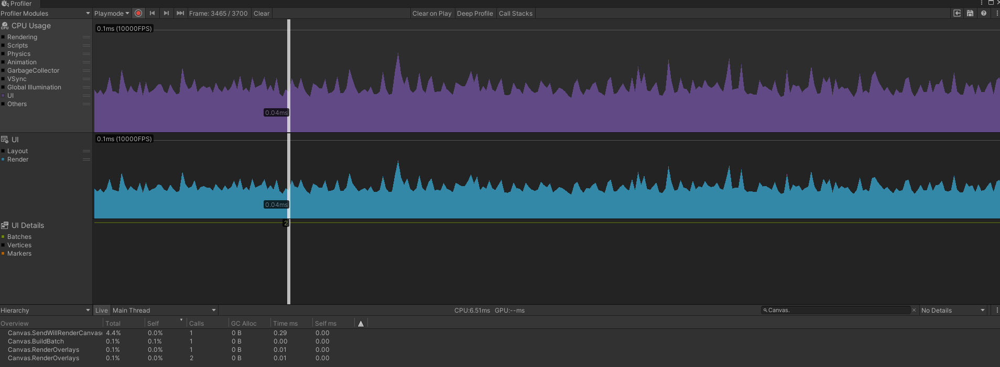 Profiler
Profiler Modules Playmode Frame: 3465 / 3700 Clear Clear on Play Deep Profile Call Stacks
CPU Usage
Rendering
Scripts
Physics
Animation
GarbageCollector
VSync
Global Illumination
UI
Others
0.1ms (10000FPS)
0.04ms
UI
Layout
Render
0.1ms (10000FPS)
0.04ms
UI Details
Batches
Vertices
Markers
2
Hierarchy Live Main Thread CPU:6.51ms GPU:--ms Canvas. No Details
Overview Total Self Calls GC Alloc Time ms Self ms
Canvas.SendWillRenderCanvas 4.4% 0.0% 1 0 B 0.29 0.00
Canvas.BuildBatch 0.1% 0.1% 1 0 B 0.00 0.00
Canvas.RenderOverlays 0.1% 0.0% 1 0 B 0.01 0.00
Canvas.RenderOverlays 0.1% 0.0% 2 0 B 0.01 0.00